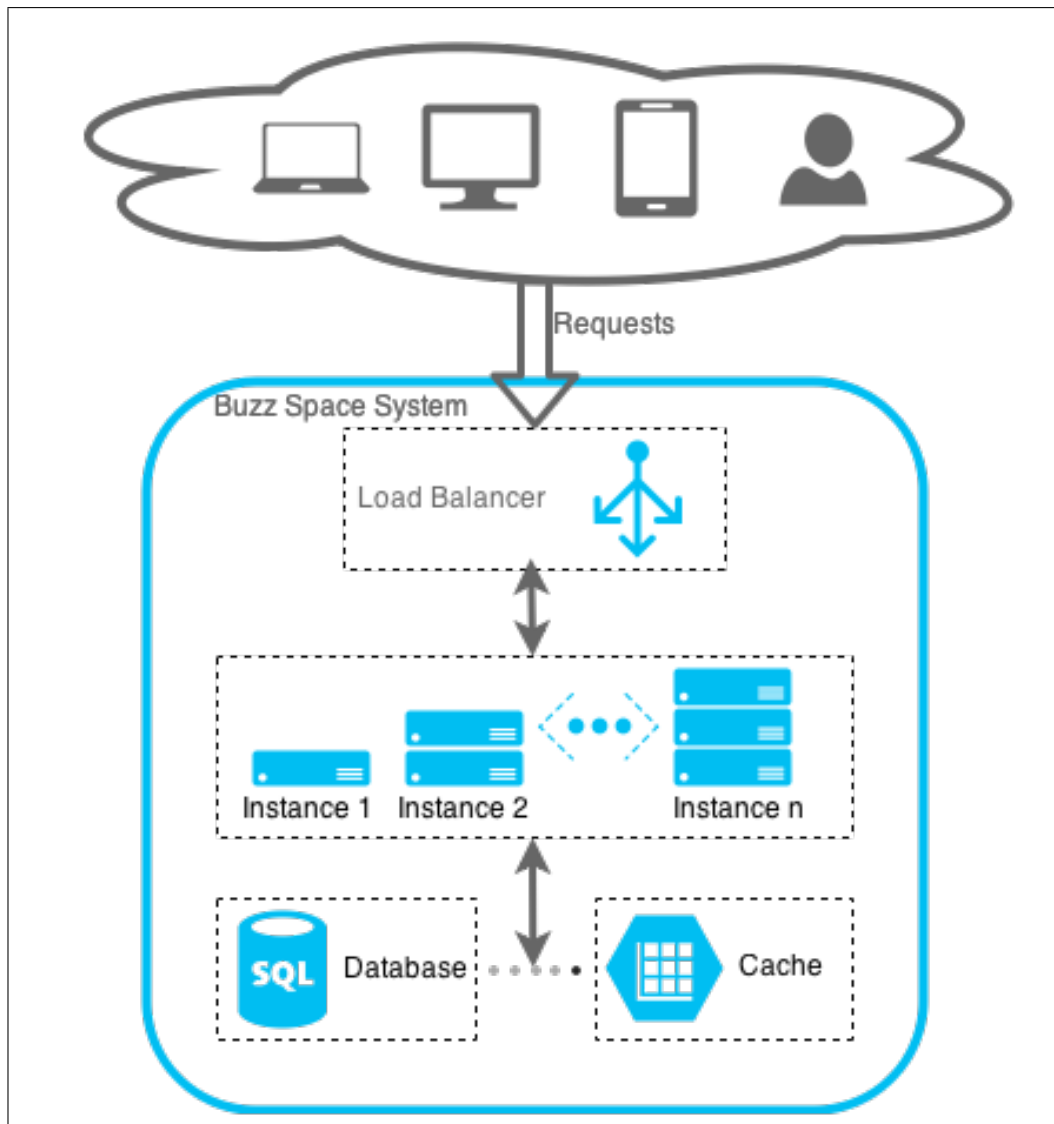 Requests
Buzz Space System
Load Balancer
Instance 1
Instance 2
Instance n
SQL
Database
Cache